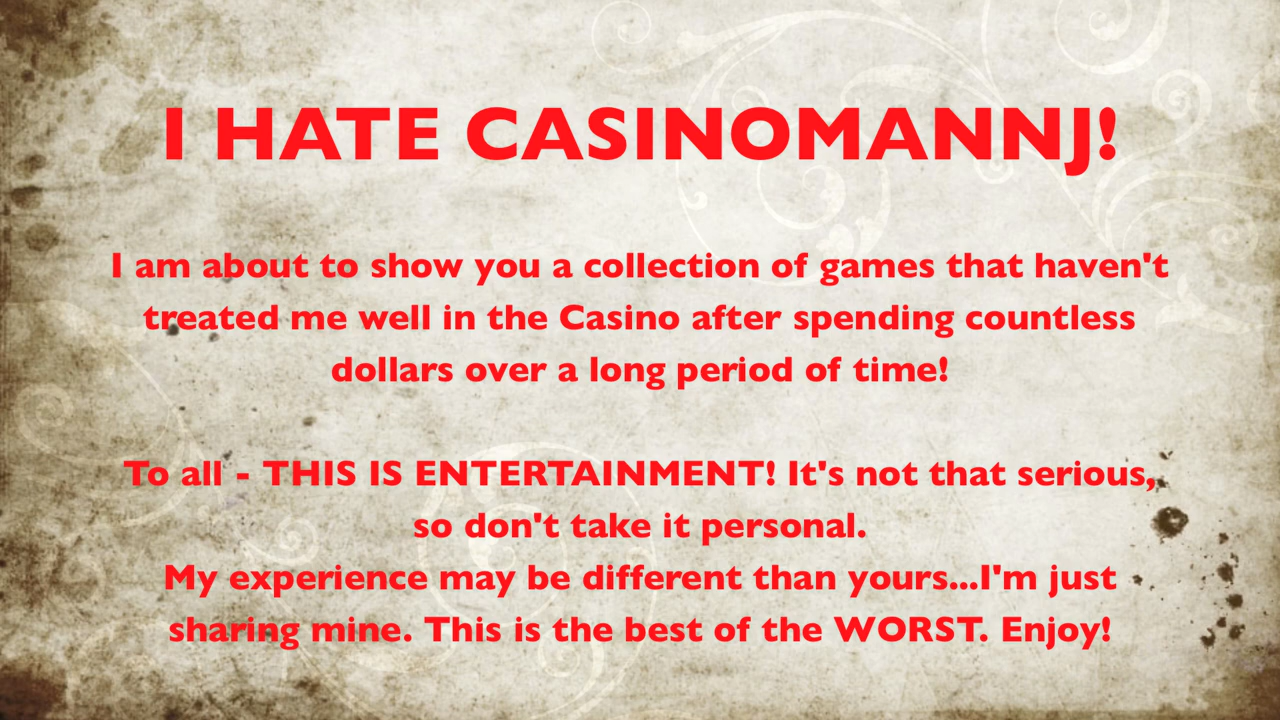 I HATE CASINOMANNJ!
I am about to show you a collection of games that haven't
treated me well in the Casino after spending countless
dollars over a long period of time!
To all - THIS IS ENTERTAINMENT! It's not that serious,
so don't take it personal.
My experience may be different than yours...I'm just
sharing mine. This is the best of the WORST. Enjoy!